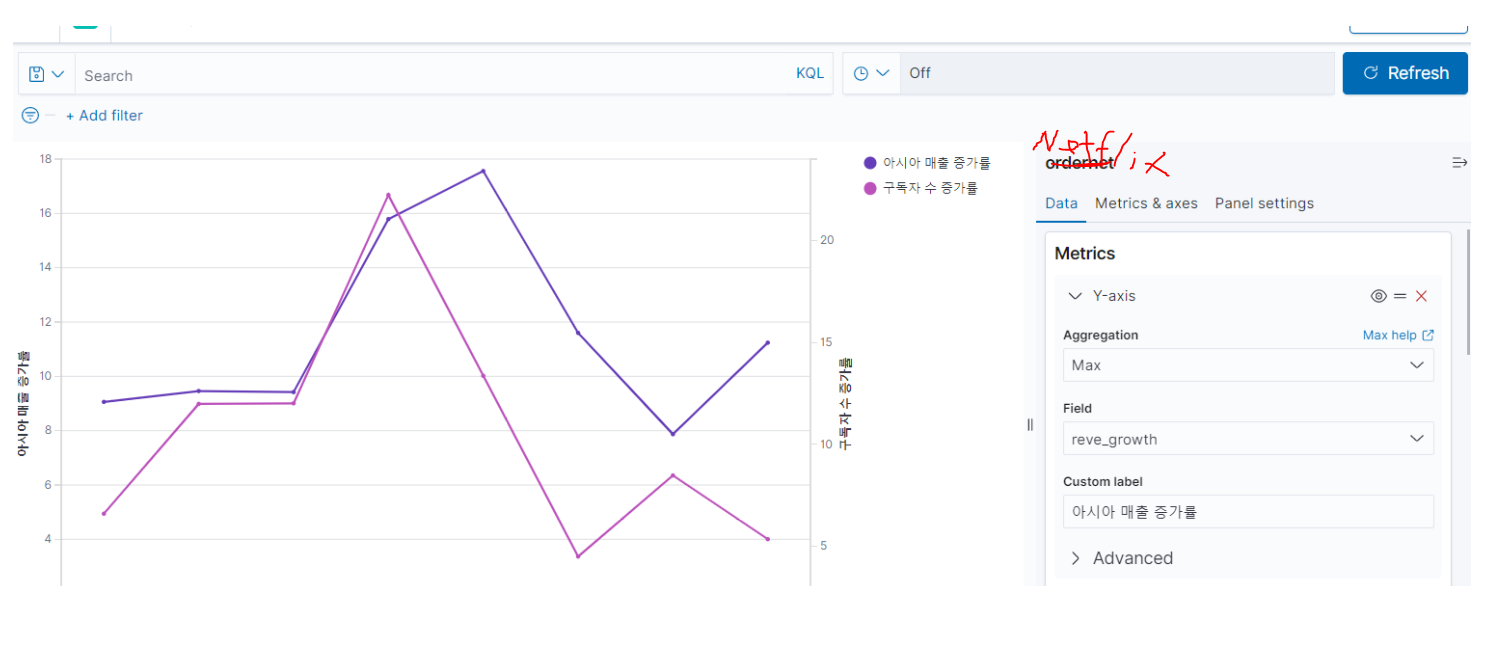 Search
KQL
Off
Refresh
+ Add filter
Netflix
ordernet
Data Metrics & axes Panel settings
Metrics
Y-axis
Aggregation
Max help
Max
Field
reve_growth
Custom label
아시아 매출 증가률
Advanced
아시아 매출 증가률
구독자 수 증가률
18
16
14
12
10
8
6
4
아시아 매출 증가률
20
15
10
5
구독자 수 증가률